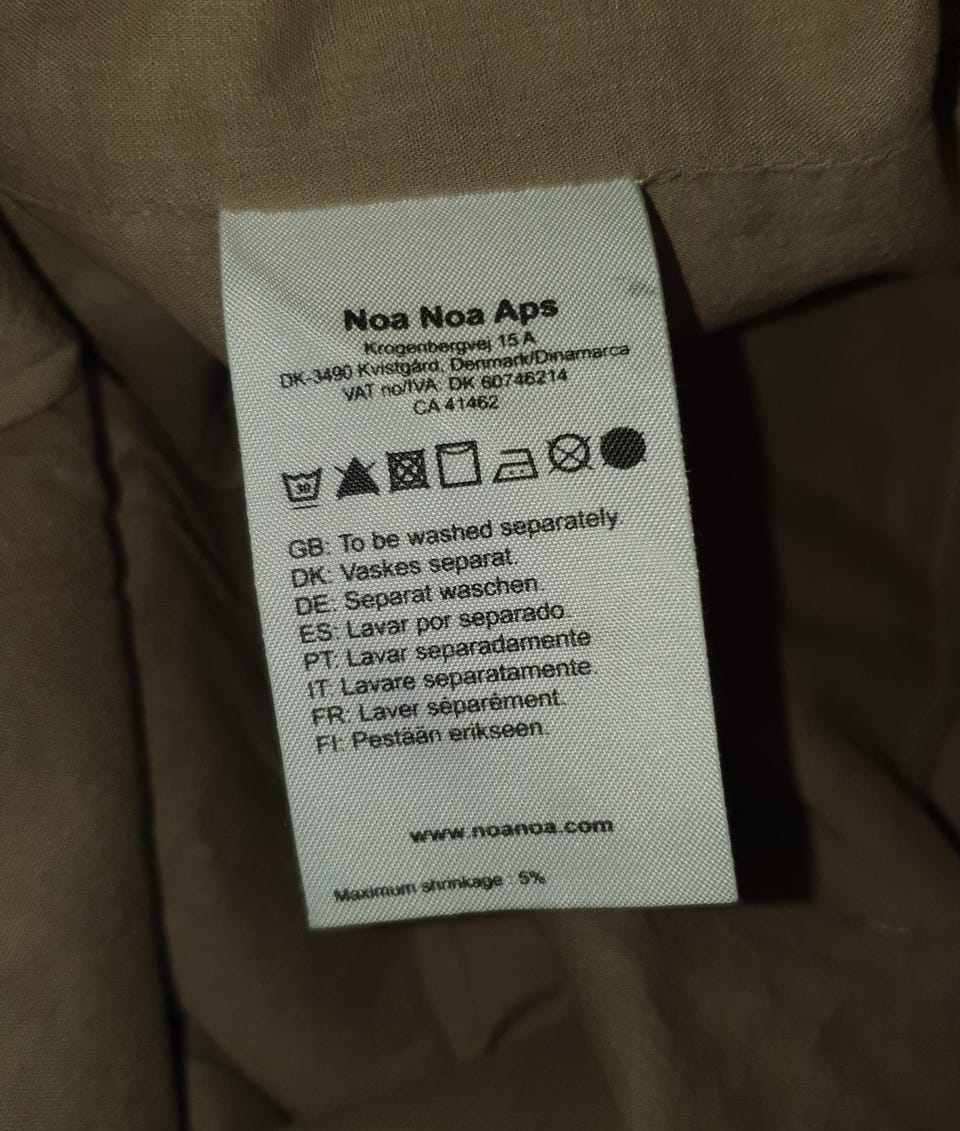 Noa Noa Aps
Krogenbergvej 15 A
DK-3490 Kvistgård, Denmark/Dinamarca
VAT no/IVA: DK 60746214
CA 41462
30
GB: To be washed separately.
DK: Vaskes separat.
DE: Separat waschen.
ES: Lavar por separado.
PT: Lavar separadamente.
IT: Lavare separatamente.
FR: Laver séparément.
FI: Pestään erikseen.
www.noanoa.com
Maximum shrinkage : 5%